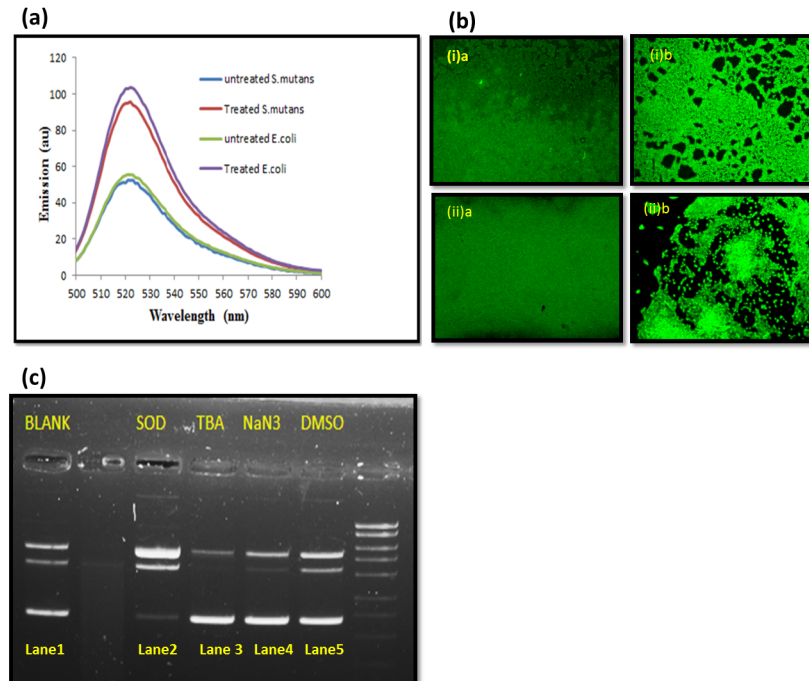 (a)
120
100
80
60
40
20
0
Emission (au)
500 510 520 530 540 550 560 570 580 590 600
Wavelength (nm)
untreated S.mutans
Treated S.mutans
untreated E.coli
Treated E.coli
(b)
(i)a
(i)b
(ii)a
(ii)b
(c)
BLANK SOD TBA NaN3 DMSO
Lane1 Lane2 Lane 3 Lane4 Lane5